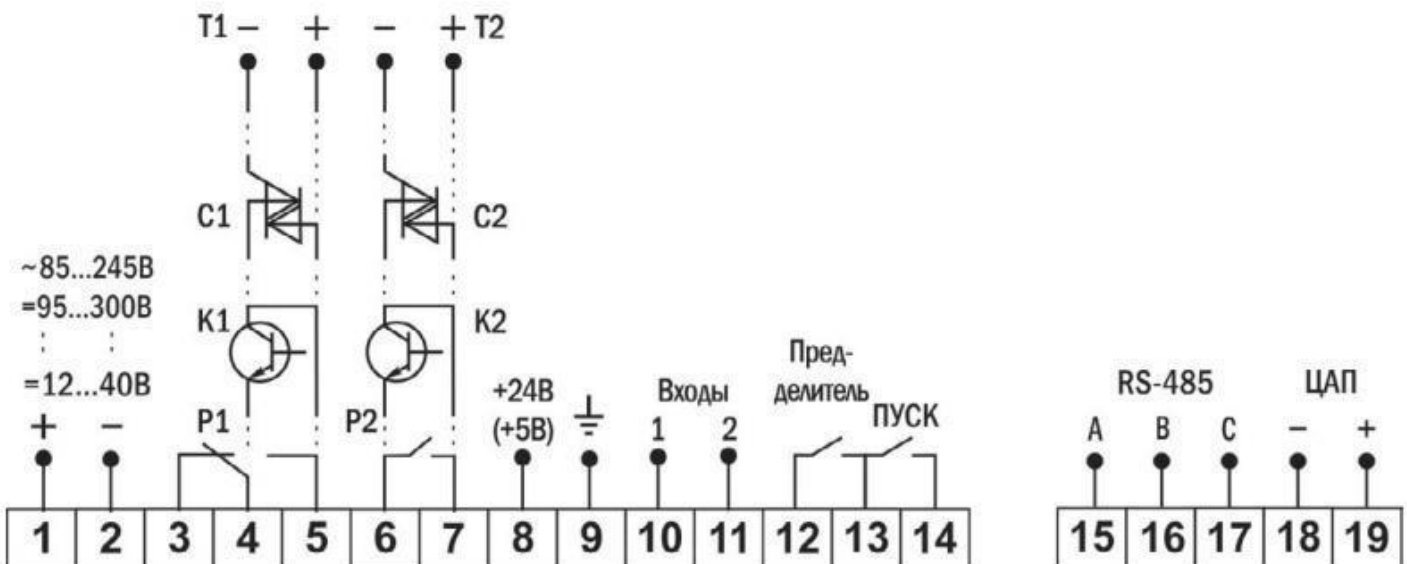 T1 − + − + T2
C1 C2
~85...245В
=95...300В
K1 K2
=12...40В
+ −
P1 P2
+24В
(+5В)
Входы
1 2
Пред-
делитель
ПУСК
RS-485 ЦАП
A B C − +
1 2 3 4 5 6 7 8 9 10 11 12 13 14 15 16 17 18 19